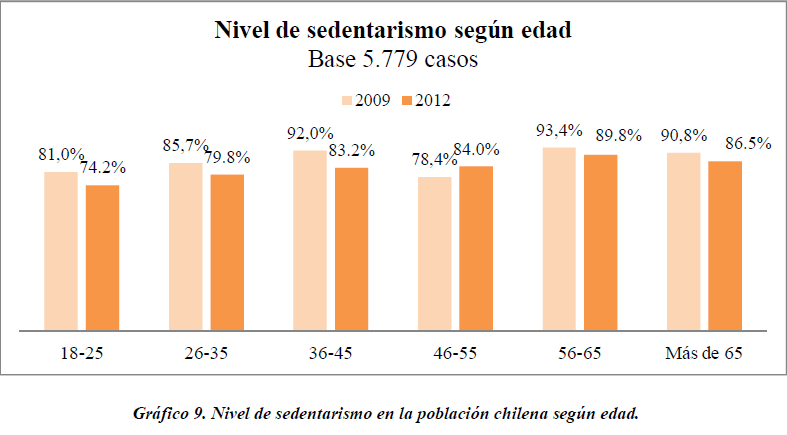 Nivel de sedentarismo según edad
Base 5.779 casos
2009 2012
81,0% 74.2% 85,7% 79.8% 92,0% 83.2% 78,4% 84.0% 93,4% 89.8% 90,8% 86.5%
18-25 26-35 36-45 46-55 56-65 Más de 65
Gráfico 9. Nivel de sedentarismo en la población chilena según edad.